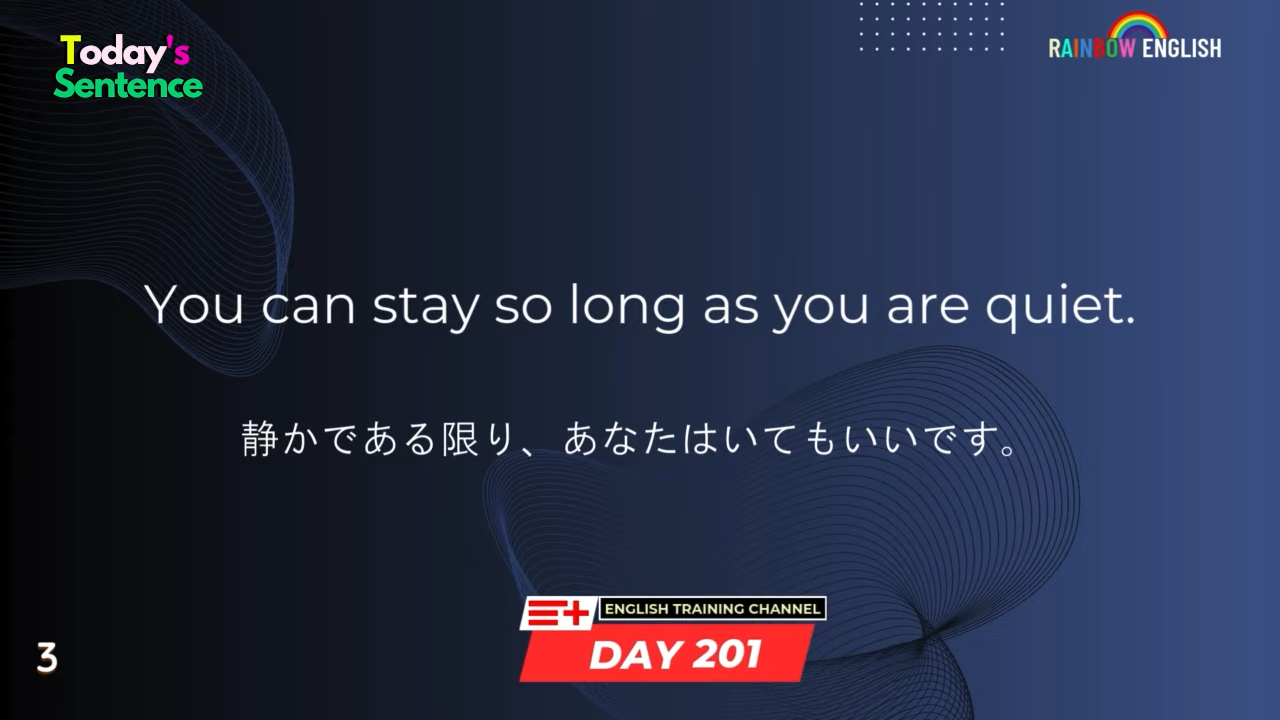 Today's
Sentence
RAINBOW ENGLISH
You can stay so long as you are quiet.
静かである限り、あなたはいてもいいです。
E+ ENGLISH TRAINING CHANNEL
DAY 201
3